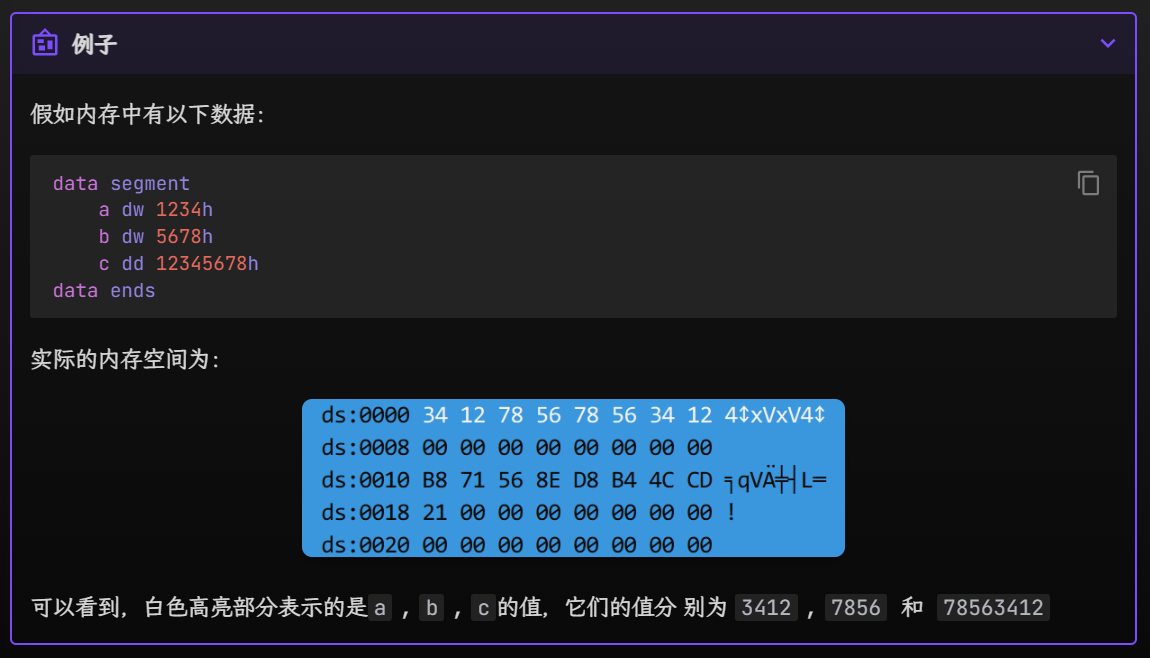 例子
假如内存中有以下数据：
data segment
    a dw 1234h
    b dw 5678h
    c dd 12345678h
data ends
实际的内存空间为：
ds:0000 34 12 78 56 78 56 34 12 4↕xVxV4↕
ds:0008 00 00 00 00 00 00 00 00
ds:0010 B8 71 56 8E D8 B4 4C CD ╕qVÄ╪┤L═
ds:0018 21 00 00 00 00 00 00 00 !
ds:0020 00 00 00 00 00 00 00 00
可以看到，白色高亮部分表示的是 a , b , c 的值，它们的值分 别为 3412 , 7856 和 78563412